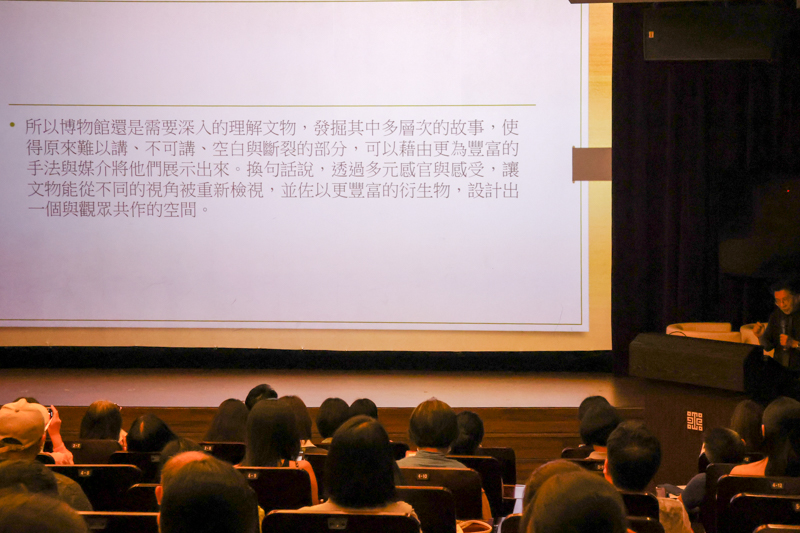 • 所以博物館還是需要深入的理解文物，發掘其中多層次的故事，使
得原來難以講、不可講、空白與斷裂的部分，可以藉由更為豐富的
手法與媒介將他們展示出來。換句話說，透過多元感官與感受，讓
文物能從不同的視角被重新檢視，並佐以更豐富的衍生物，設計出
一個與觀眾共作的空間。